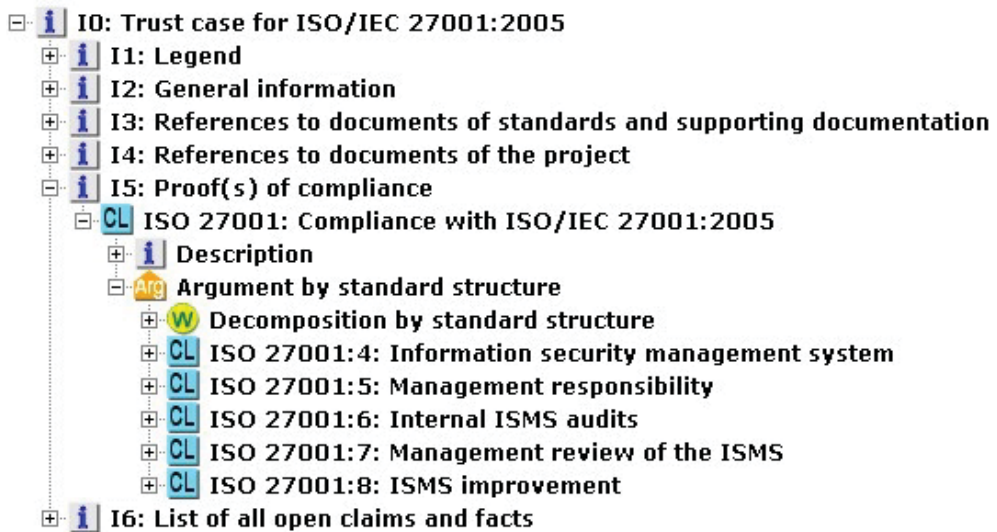 i I0: Trust case for ISO/IEC 27001:2005
i I1: Legend
i I2: General information
i I3: References to documents of standards and supporting documentation
i I4: References to documents of the project
i I5: Proof(s) of compliance
CL ISO 27001: Compliance with ISO/IEC 27001:2005
i Description
Arg Argument by standard structure
W Decomposition by standard structure
CL ISO 27001:4: Information security management system
CL ISO 27001:5: Management responsibility
CL ISO 27001:6: Internal ISMS audits
CL ISO 27001:7: Management review of the ISMS
CL ISO 27001:8: ISMS improvement
i I6: List of all open claims and facts